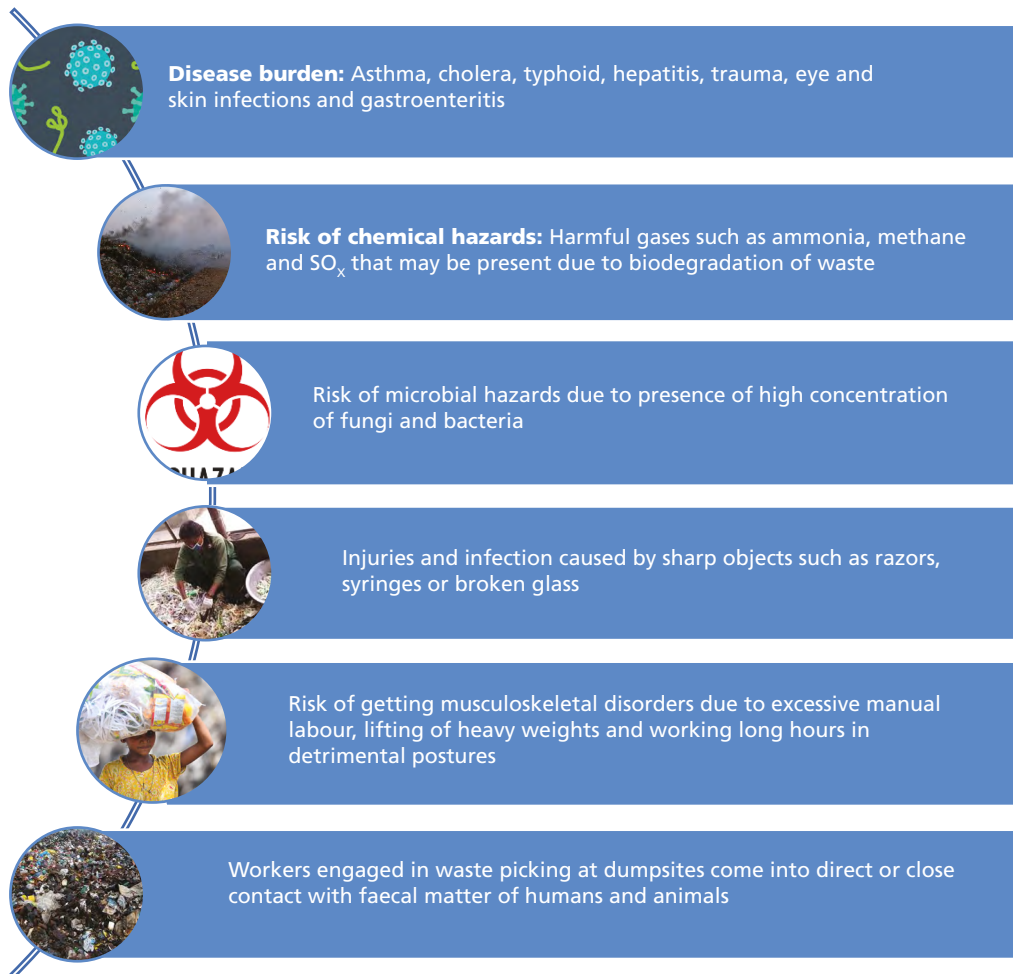 Disease burden: Asthma, cholera, typhoid, hepatitis, trauma, eye and
skin infections and gastroenteritis
Risk of chemical hazards: Harmful gases such as ammonia, methane
and SOx that may be present due to biodegradation of waste
Risk of microbial hazards due to presence of high concentration
of fungi and bacteria
Injuries and infection caused by sharp objects such as razors,
syringes or broken glass
Risk of getting musculoskeletal disorders due to excessive manual
labour, lifting of heavy weights and working long hours in
detrimental postures
Workers engaged in waste picking at dumpsites come into direct or close
contact with faecal matter of humans and animals